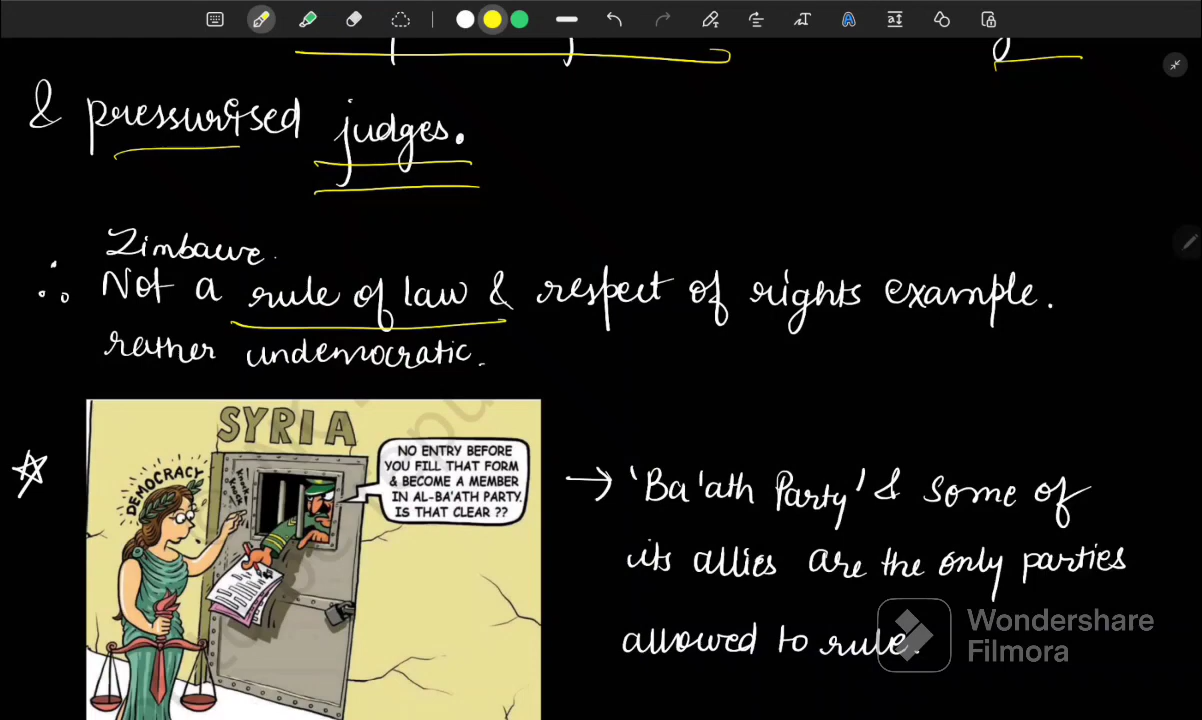 & pressurised judges.
Zimbawe.
∴ Not a rule of law & respect of rights example.
rather undemocratic.
SYRIA
DEMOCRACY
KNOCK
KNOCK
NO ENTRY BEFORE
YOU FILL THAT FORM
& BECOME A MEMBER
IN AL-BA'ATH PARTY.
IS THAT CLEAR ??
→ 'Ba'ath Party' & some of
its allies are the only parties
allowed to rule.
Wondershare
Filmora